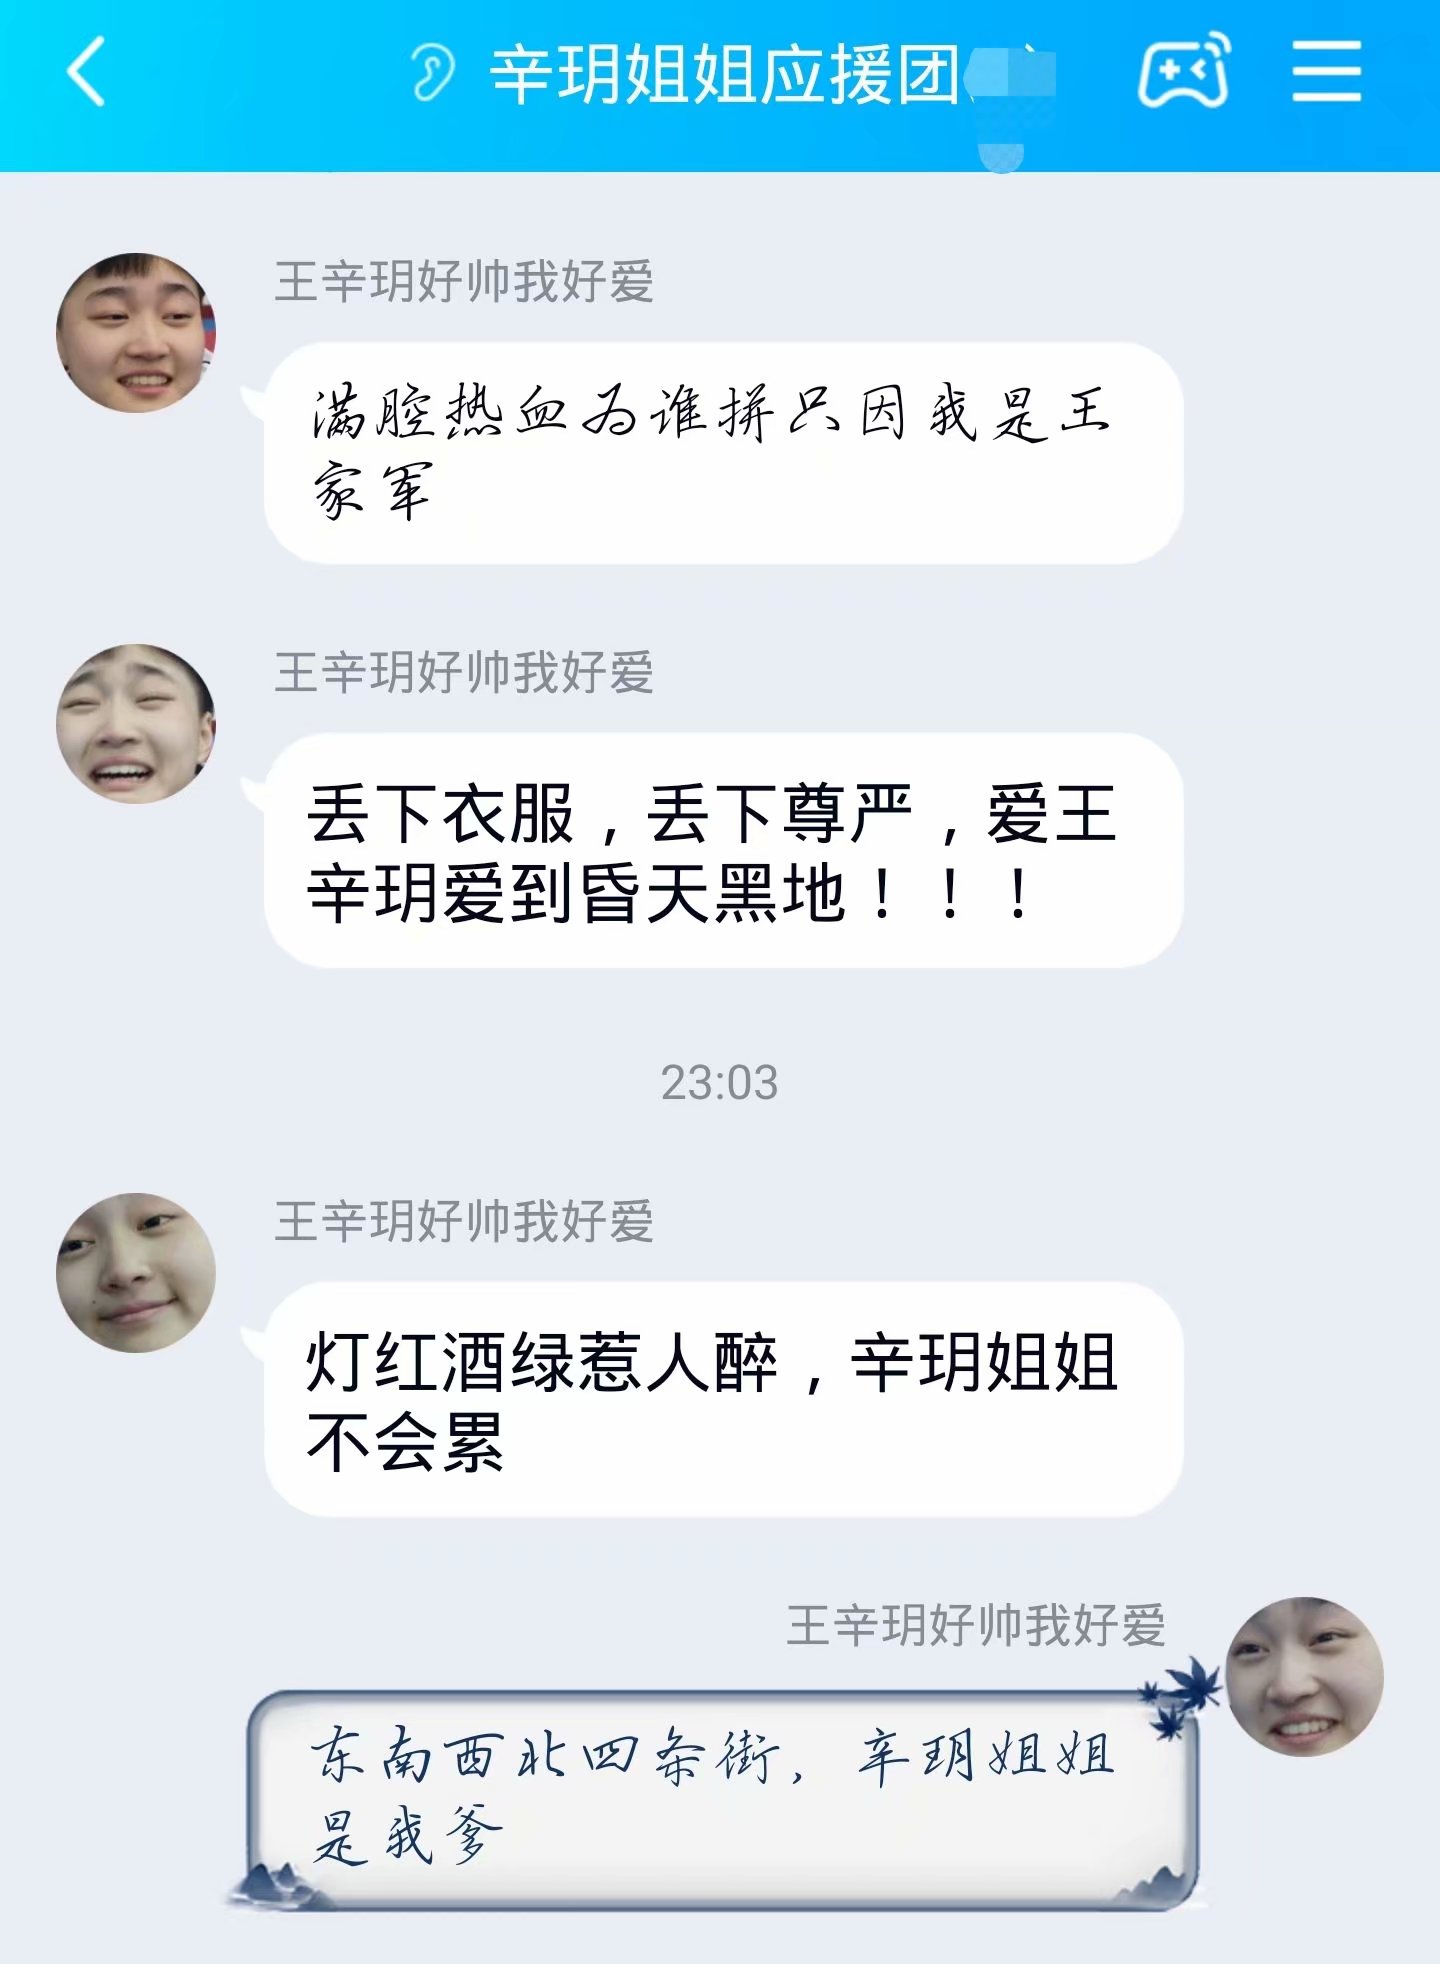 辛玥姐姐应援团
王辛玥好帅我好爱
满腔热血为谁拼只因我是王
家军
王辛玥好帅我好爱
丢下衣服，丢下尊严，爱王
辛玥爱到昏天黑地！！！
23:03
王辛玥好帅我好爱
灯红酒绿惹人醉，辛玥姐姐
不会累
王辛玥好帅我好爱
东南西北四条街，辛玥姐姐
是我爹